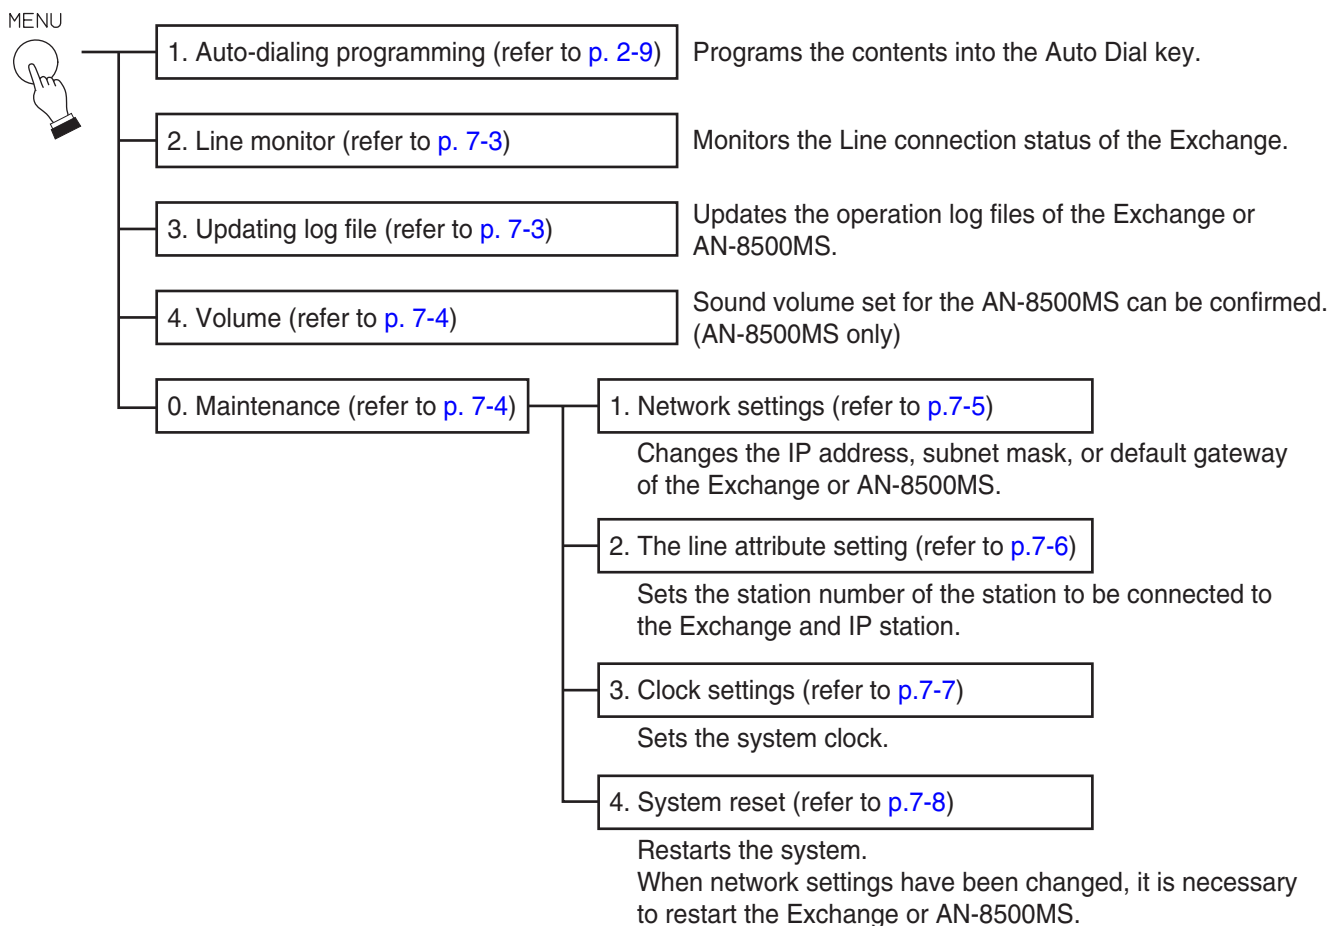 MENU
1. Auto-dialing programming (refer to p. 2-9)
Programs the contents into the Auto Dial key.
2. Line monitor (refer to p. 7-3)
Monitors the Line connection status of the Exchange.
3. Updating log file (refer to p. 7-3)
Updates the operation log files of the Exchange or
AN-8500MS.
4. Volume (refer to p. 7-4)
Sound volume set for the AN-8500MS can be confirmed.
(AN-8500MS only)
0. Maintenance (refer to p. 7-4)
1. Network settings (refer to p.7-5)
Changes the IP address, subnet mask, or default gateway
of the Exchange or AN-8500MS.
2. The line attribute setting (refer to p.7-6)
Sets the station number of the station to be connected to
the Exchange and IP station.
3. Clock settings (refer to p.7-7)
Sets the system clock.
4. System reset (refer to p.7-8)
Restarts the system.
When network settings have been changed, it is necessary
to restart the Exchange or AN-8500MS.